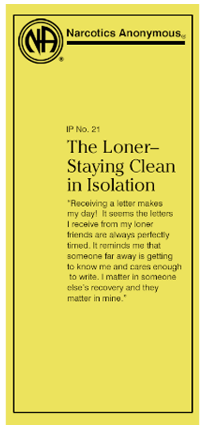 NA
Narcotics Anonymous®
®
IP No. 21
The Loner–
Staying Clean
in Isolation
"Receiving a letter makes
my day! It seems the letters
I receive from my loner
friends are always perfectly
timed. It reminds me that
someone far away is getting
to know me and cares enough
to write. I matter in someone
else's recovery and they
matter in mine."